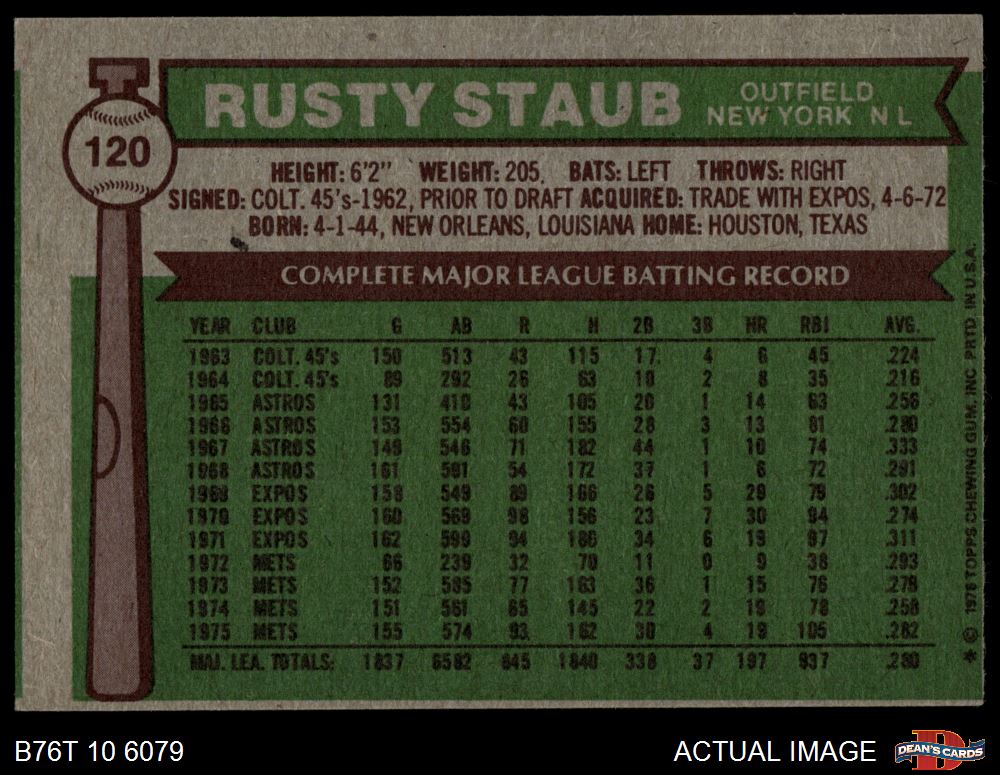 120
RUSTY STAUB
OUTFIELD
NEW YORK N L
HEIGHT: 6'2" WEIGHT: 205, BATS: LEFT THROWS: RIGHT
SIGNED: COLT. 45's-1962, PRIOR TO DRAFT ACQUIRED: TRADE WITH EXPOS, 4-6-72
BORN: 4-1-44, NEW ORLEANS, LOUISIANA HOME: HOUSTON, TEXAS
COMPLETE MAJOR LEAGUE BATTING RECORD
YEAR CLUB G AB R H 2B 3B HR RBI AVG.
1963 COLT. 45's 150 513 43 115 17 4 6 45 .224
1964 COLT. 45's 89 292 26 63 10 2 8 35 .216
1965 ASTROS 131 410 43 105 20 1 14 63 .256
1966 ASTROS 153 554 60 155 28 3 13 81 .280
1967 ASTROS 149 546 71 182 44 1 10 74 .333
1968 ASTROS 161 591 54 172 37 1 6 72 .291
1969 EXPOS 158 549 89 166 26 5 29 79 .302
1970 EXPOS 160 569 98 156 23 7 30 94 .274
1971 EXPOS 162 599 94 186 34 6 19 97 .311
1972 METS 66 239 32 70 11 0 9 38 .293
1973 METS 152 585 77 163 36 1 15 76 .279
1974 METS 151 561 65 145 22 2 19 78 .258
1975 METS 155 574 93 162 30 4 19 105 .282
MAJ. LEA. TOTALS: 1837 6582 845 1840 338 37 197 937 .280
* © 1976 TOPPS CHEWING GUM, INC PRTD. IN U.S.A.
B76T 10 6079
ACTUAL IMAGE
DEAN'S CARDS